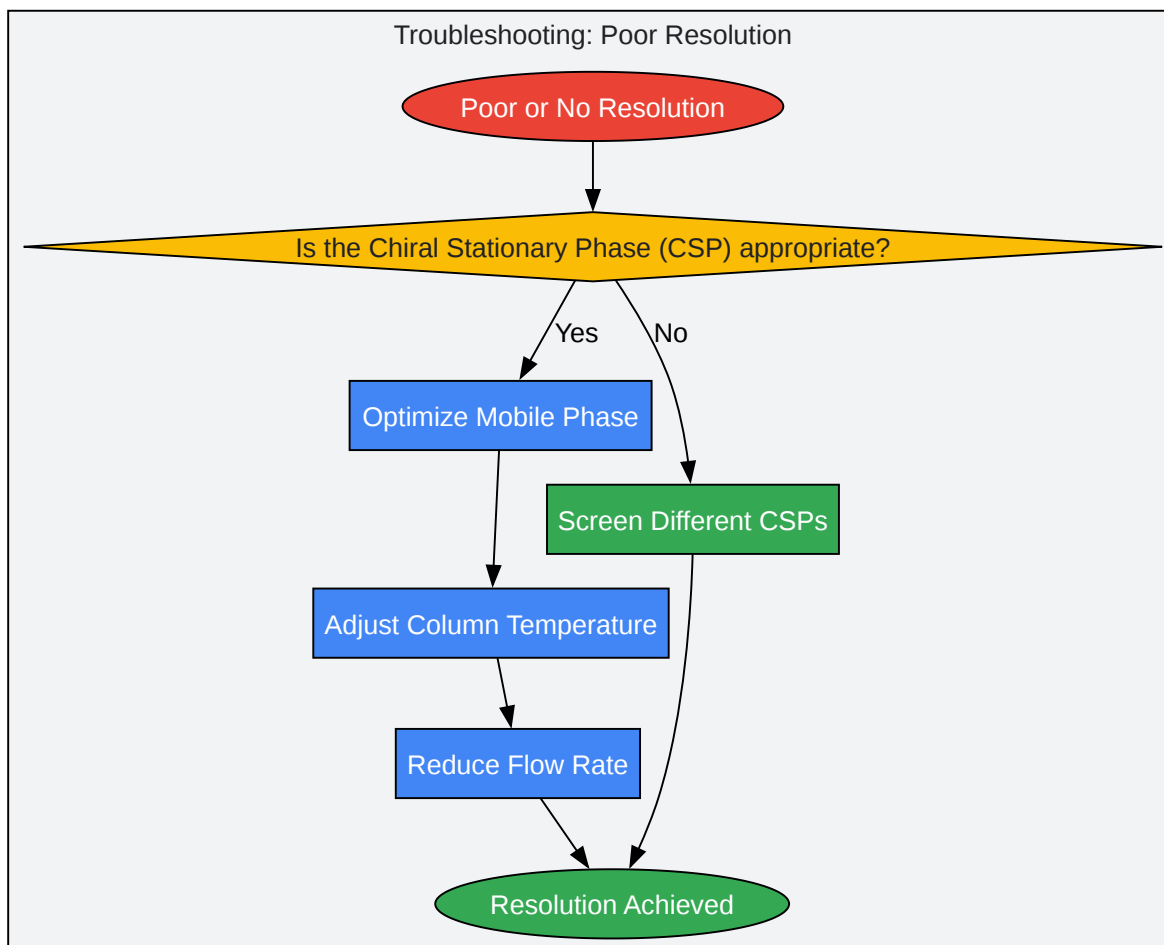 Troubleshooting: Poor Resolution
Poor or No Resolution
Is the Chiral Stationary Phase (CSP) appropriate?
Yes
No
Optimize Mobile Phase
Screen Different CSPs
Adjust Column Temperature
Reduce Flow Rate
Resolution Achieved